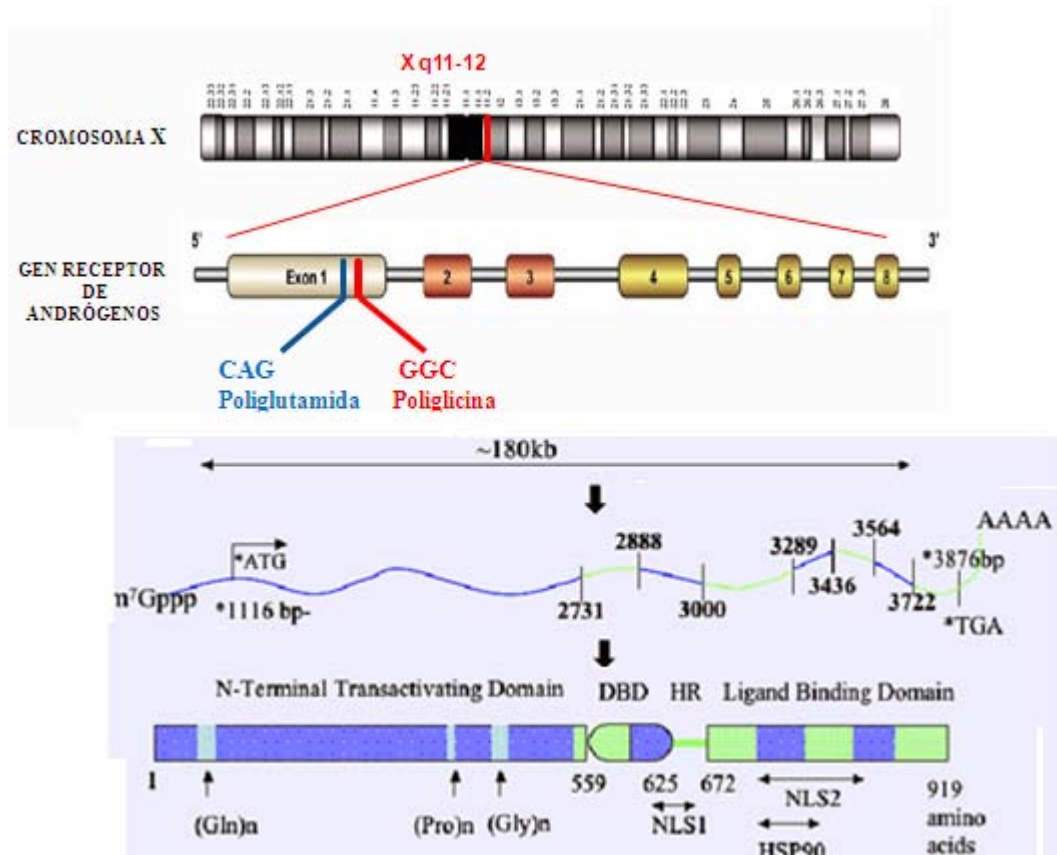 X q11-12
CROMOSOMA X
5'
3'
GEN RECEPTOR
DE
ANDRÓGENOS
Exon 1
2
3
4
5
6
7
8
CAG
Poliglutamida
GGC
Poliglicina
~180kb
AAAA
*ATG
2888
3289
3564
*3876bp
m⁷Gppp
*1116 bp-
2731
3000
3436
3722
*TGA
N-Terminal Transactivating Domain
DBD
HR
Ligand Binding Domain
1
559
625
672
919
amino
acids
(Gln)n
(Pro)n
(Gly)n
NLS1
NLS2
HSP90